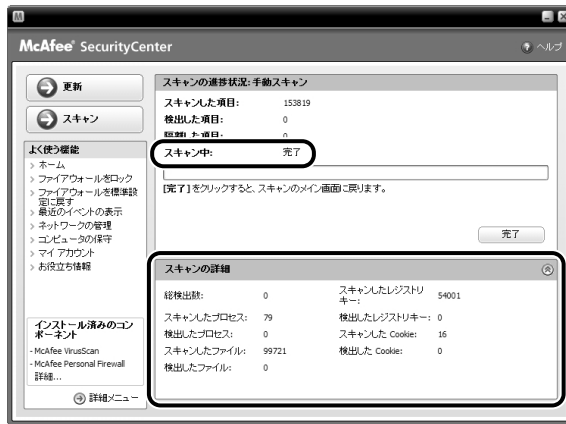 M
McAfee® SecurityCenter
? ヘルプ
更新
スキャン
よく使う機能
> ホーム
> ファイアウォールをロック
> ファイアウォールを標準設定に戻す
> 最近のイベントの表示
> ネットワークの管理
> コンピュータの保守
> マイ アカウント
> お役立ち情報
インストール済みのコンポーネント
- McAfee VirusScan
- McAfee Personal Firewall
詳細...
詳細メニュー
スキャンの進捗状況: 手動スキャン
スキャンした項目: 153819
検出した項目: 0
隔離した項目: 0
スキャン中: 完了
[完了]をクリックすると、スキャンのメイン画面に戻ります。
完了
スキャンの詳細
総検出数: 0
スキャンしたレジストリキー: 54001
スキャンしたプロセス: 79
検出したレジストリキー: 0
検出したプロセス: 0
スキャンした Cookie: 16
スキャンしたファイル: 99721
検出した Cookie: 0
検出したファイル: 0